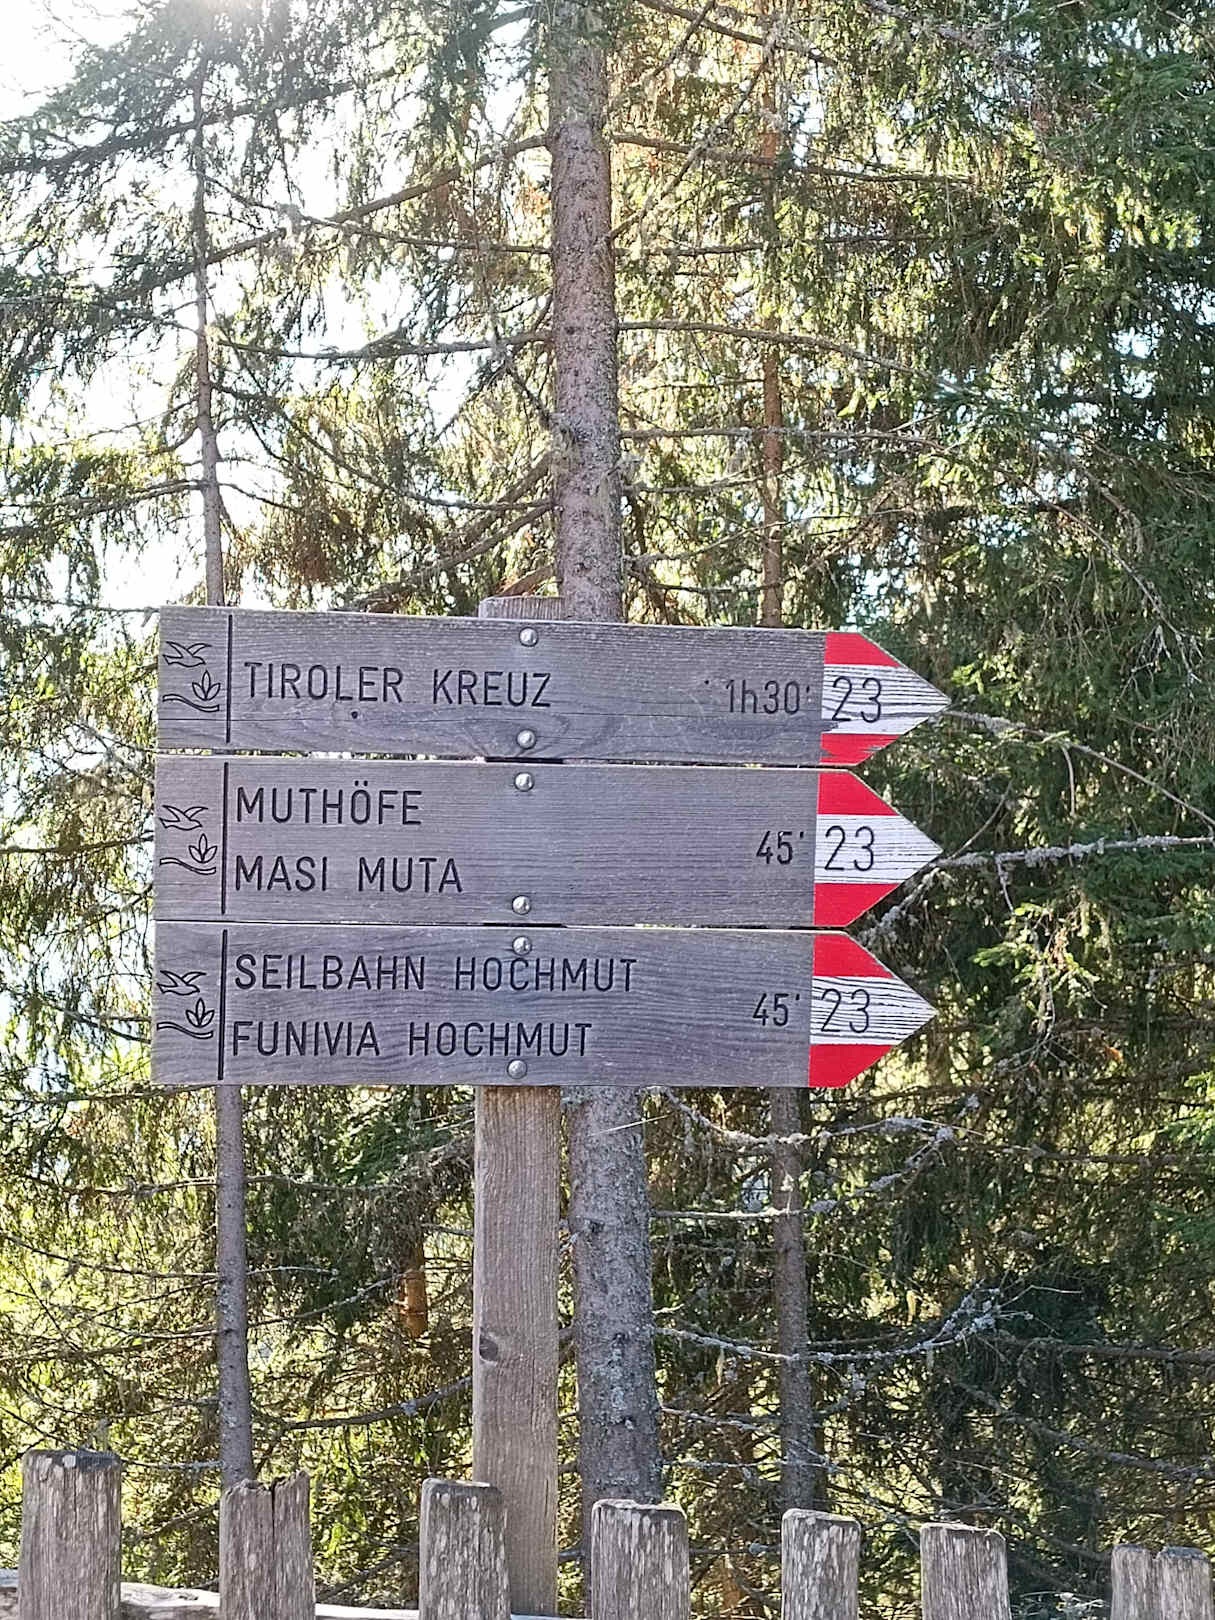 TIROLER KREUZ 1h30' 23
MUTHÖFE
MASI MUTA 45' 23
SEILBAHN HOCHMUT
FUNIVIA HOCHMUT 45' 23